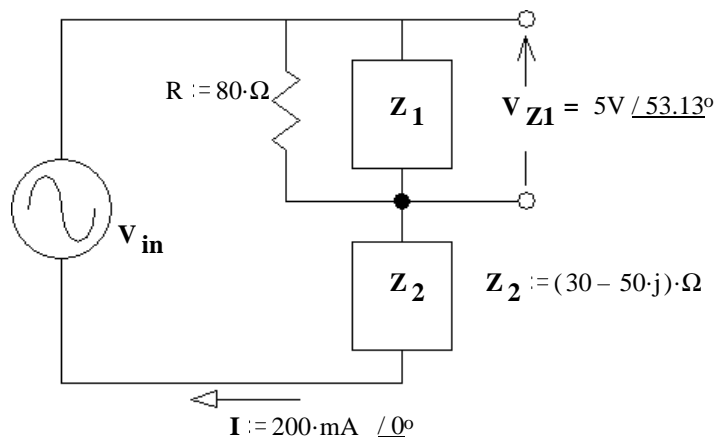 R := 80·Ω
Z 1
V Z1 = 5V / 53.13o
V in
Z 2
Z 2 := (30 – 50·j)·Ω
I := 200·mA / 0o